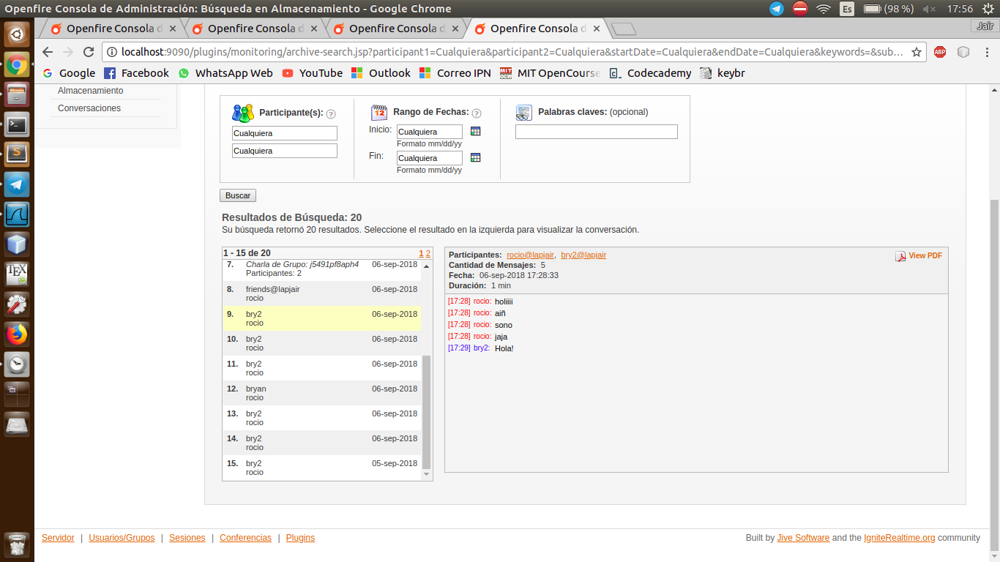 Openfire Consola de Administración: Búsqueda en Almacenamiento - Google Chrome
Es (98 %) 17:56
Openfire Consola d Openfire Consola d Openfire Consola d Openfire Consola d Jair
localhost:9090/plugins/monitoring/archive-search.jsp?participant1=Cualquiera&participant2=Cualquiera&startDate=Cualquiera&endDate=Cualquiera&keywords=&sub... ABP
Google Facebook WhatsApp Web YouTube Outlook Correo IPN MIT OpenCourse Codecademy keybr
Almacenamiento
Conversaciones
Participante(s): ?
Cualquiera
Cualquiera
12 Rango de Fechas: ?
Inicio: Cualquiera
Formato mm/dd/yy
Fin: Cualquiera
Formato mm/dd/yy
Palabras claves: (opcional)
Buscar
Resultados de Búsqueda: 20
Su búsqueda retornó 20 resultados. Seleccione el resultado en la izquierda para visualizar la conversación.
1 - 15 de 20 1 2
7. Charla de Grupo: j5491pf8aph4 06-sep-2018
Participantes: 2
8. friends@lapjair 06-sep-2018
rocio
9. bry2 06-sep-2018
rocio
10. bry2 06-sep-2018
rocio
11. bry2 06-sep-2018
rocio
12. bryan 06-sep-2018
rocio
13. bry2 06-sep-2018
rocio
14. bry2 06-sep-2018
rocio
15. bry2 05-sep-2018
rocio
Participantes: rocio@lapjair, bry2@lapjair View PDF
Cantidad de Mensajes: 5
Fecha: 06-sep-2018 17:28:33
Duración: 1 min
[17:28] rocio: holiiii
[17:28] rocio: aiñ
[17:28] rocio: sono
[17:28] rocio: jaja
[17:29] bry2: Hola!
Servidor | Usuarios/Grupos | Sesiones | Conferencias | Plugins
Built by Jive Software and the IgniteRealtime.org community